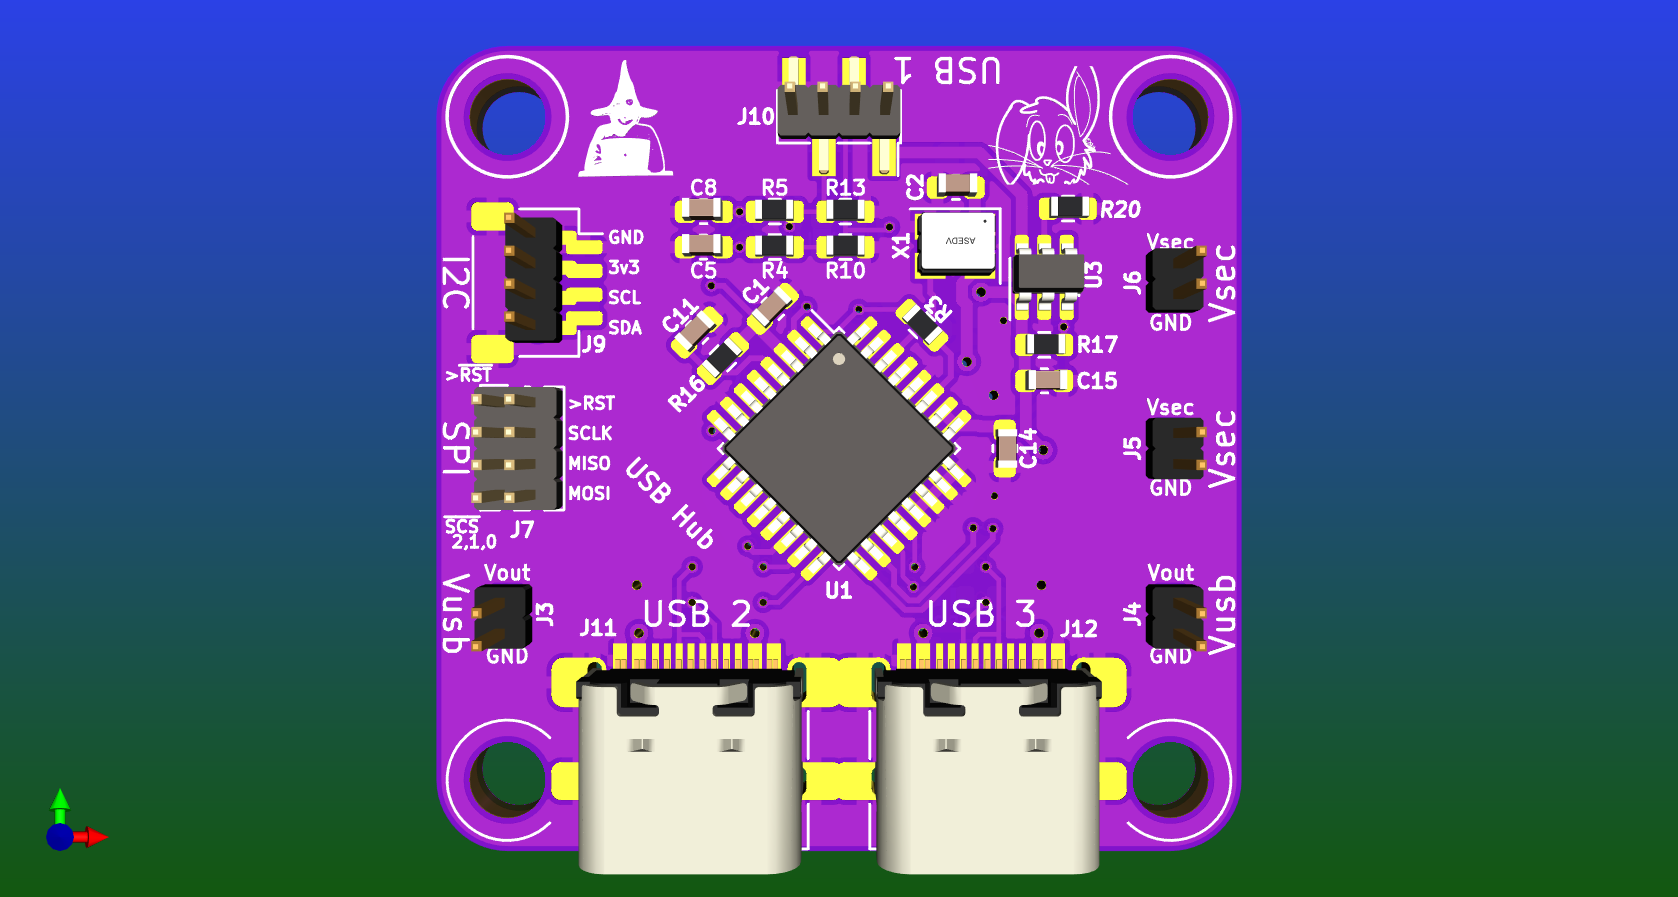 USB 1
J10
C8 R5 R13
C2
R20
C5 R4 R10
X1
ASEDV
U3
I2C
GND
3v3
SCL
SDA
J9
C11
C1
R16
R3
R17
C15
C14
Vsec
J6
Vsec
GND
>RST
SPI
>RST
SCLK
MISO
MOSI
SCS
2,1,0
J7
USB Hub
U1
Vsec
J5
Vsec
GND
Vout
Vusb
J3
GND
USB 2
J11
USB 3
J12
Vout
J4
Vusb
GND